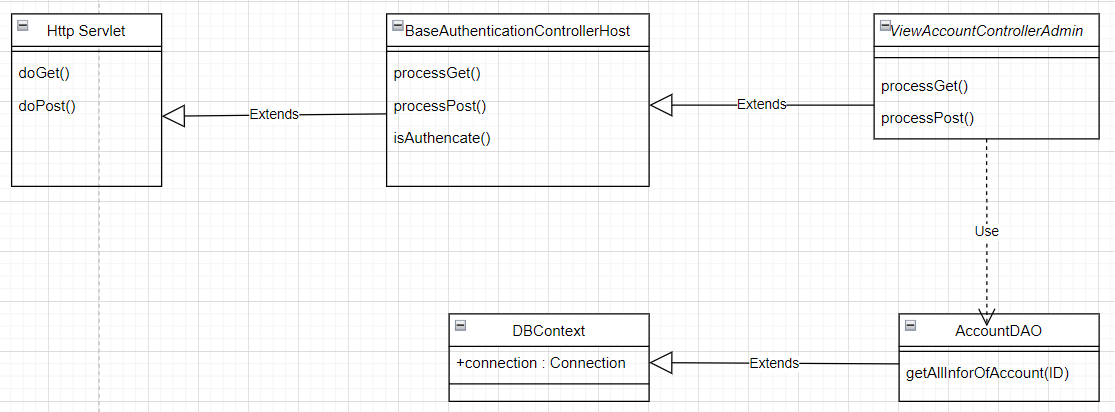 Http Servlet
doGet()
doPost()
Extends
BaseAuthenticationControllerHost
processGet()
processPost()
isAuthencate()
Extends
ViewAccountControllerAdmin
processGet()
processPost()
Use
DBContext
+connection : Connection
Extends
AccountDAO
getAllInforOfAccount(ID)